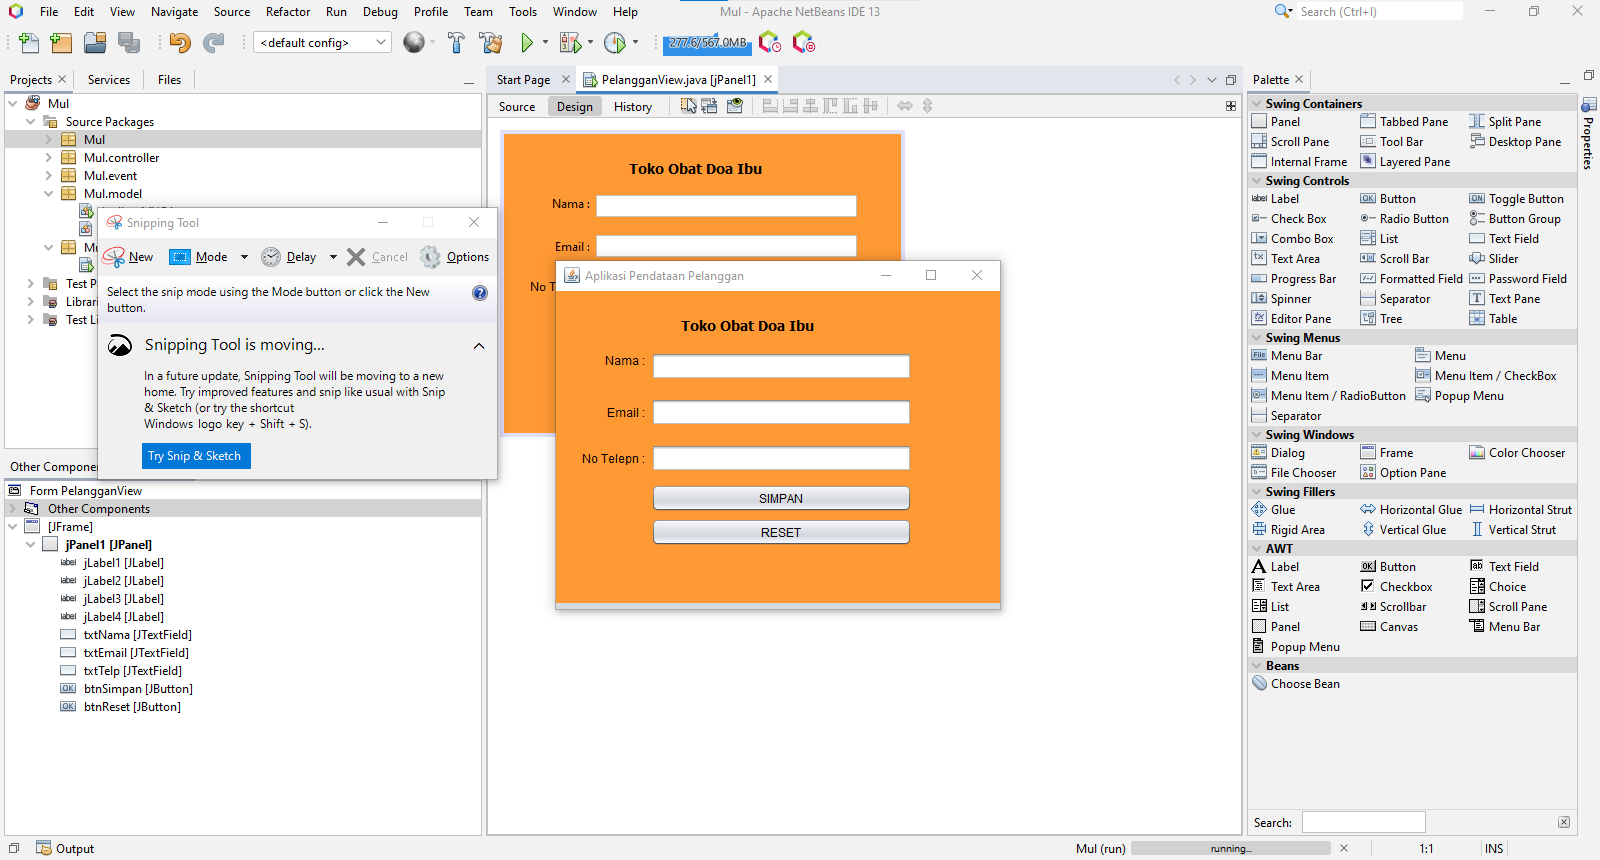 File Edit View Navigate Source Refactor Run Debug Profile Team Tools Window Help
Mul - Apache NetBeans IDE 13
Search (Ctrl+I)
<default config>
277.6/567.0MB
Projects Services Files
Mul
Source Packages
Mul
Mul.controller
Mul.event
Mul.model
Mu
Test P
Librari
Test Li
Snipping Tool
New Mode Delay Cancel Options
Select the snip mode using the Mode button or click the New
button.
Snipping Tool is moving...
In a future update, Snipping Tool will be moving to a new
home. Try improved features and snip like usual with Snip
& Sketch (or try the shortcut
Windows logo key + Shift + S).
Try Snip & Sketch
Other Compone
Form PelangganView
Other Components
[JFrame]
jPanel1 [JPanel]
label jLabel1 [JLabel]
label jLabel2 [JLabel]
label jLabel3 [JLabel]
label jLabel4 [JLabel]
txtNama [JTextField]
txtEmail [JTextField]
txtTelp [JTextField]
OK btnSimpan [JButton]
OK btnReset [JButton]
Start Page PelangganView.java [jPanel1]
Source Design History
Toko Obat Doa Ibu
Nama :
Email :
No T
Aplikasi Pendataan Pelanggan
Toko Obat Doa Ibu
Nama :
Email :
No Telepn :
SIMPAN
RESET
Palette
Properties
Swing Containers
Panel Tabbed Pane Split Pane
Scroll Pane Tool Bar Desktop Pane
Internal Frame Layered Pane
Swing Controls
label Label OK Button ON Toggle Button
Check Box Radio Button Button Group
Combo Box List Text Field
Text Area Scroll Bar Slider
Progress Bar Formatted Field Password Field
Spinner Separator Text Pane
Editor Pane Tree Table
Swing Menus
File Menu Bar Menu
Menu Item Menu Item / CheckBox
Menu Item / RadioButton Popup Menu
Separator
Swing Windows
Dialog Frame Color Chooser
File Chooser Option Pane
Swing Fillers
Glue Horizontal Glue Horizontal Strut
Rigid Area Vertical Glue Vertical Strut
AWT
A Label OK Button Text Field
Text Area Checkbox Choice
List Scrollbar Scroll Pane
Panel Canvas Menu Bar
Popup Menu
Beans
Choose Bean
Search:
Output
Mul (run) running... 1:1 INS